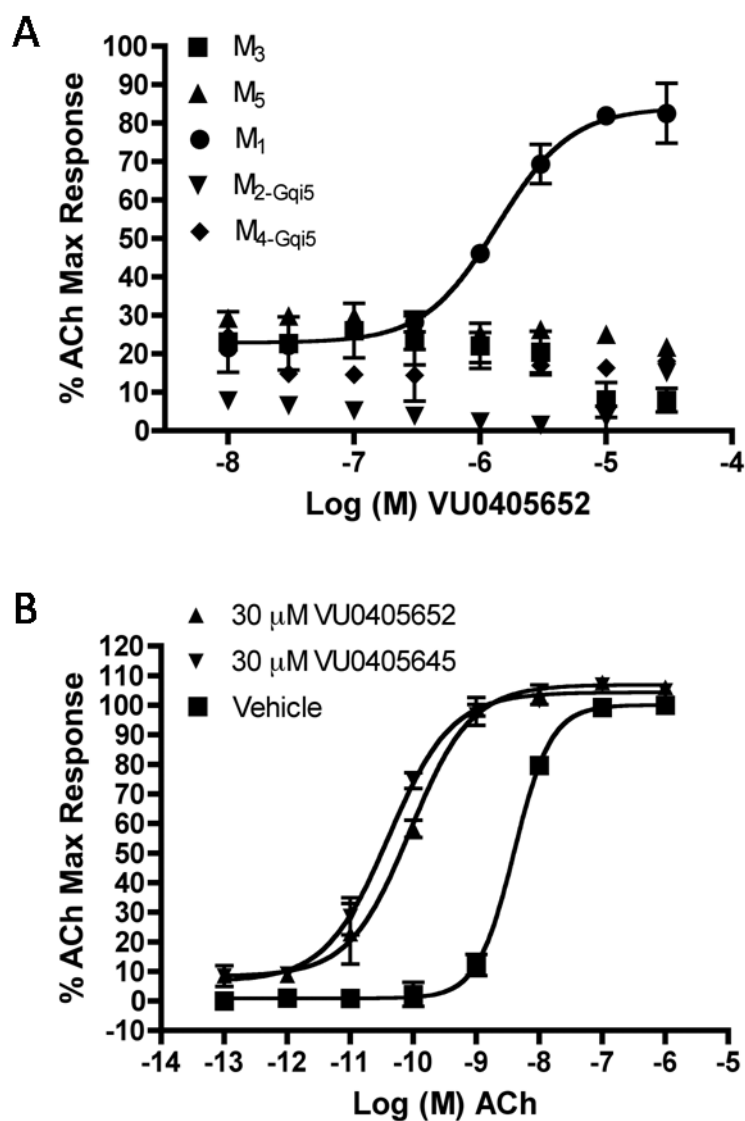 A
M3
M5
M1
M2-Gqi5
M4-Gqi5
% ACh Max Response
100
90
80
70
60
50
40
30
20
10
0
-8 -7 -6 -5 -4
Log (M) VU0405652
B
30 μM VU0405652
30 μM VU0405645
Vehicle
% ACh Max Response
120
110
100
90
80
70
60
50
40
30
20
10
0
-10
-14 -13 -12 -11 -10 -9 -8 -7 -6 -5
Log (M) ACh